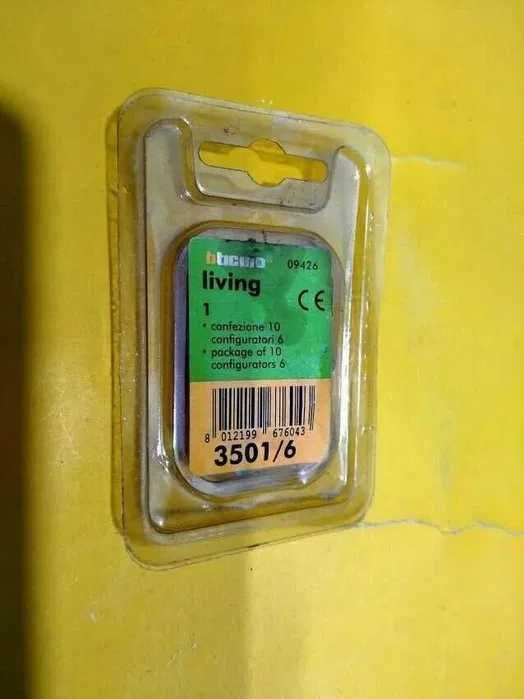 bticino
09426
living
CE
1
• confezione 10
configuratori 6
• package of 10
configurators 6
8 012199 676043
3501/6